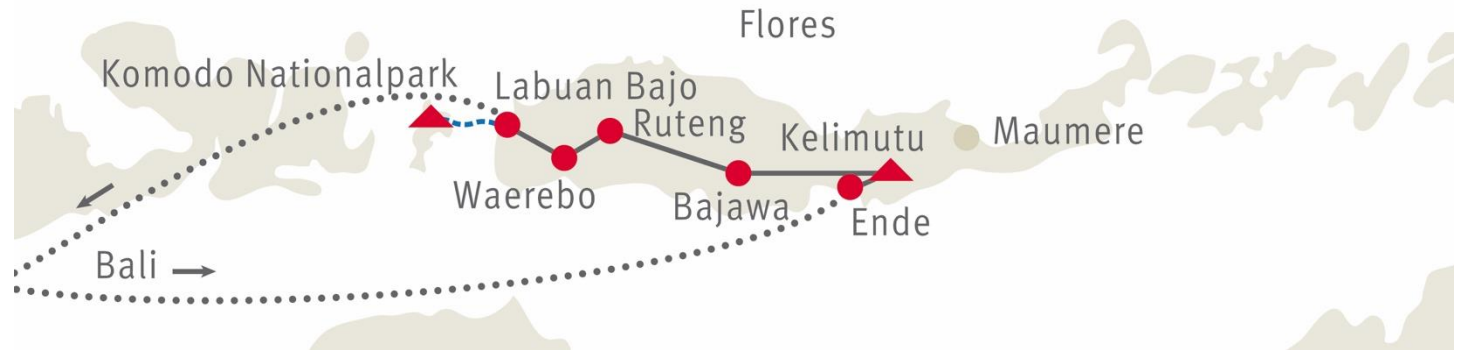 Flores
Komodo Nationalpark
Labuan Bajo
Ruteng
Kelimutu
Maumere
Waerebo
Bajawa
Ende
Bali